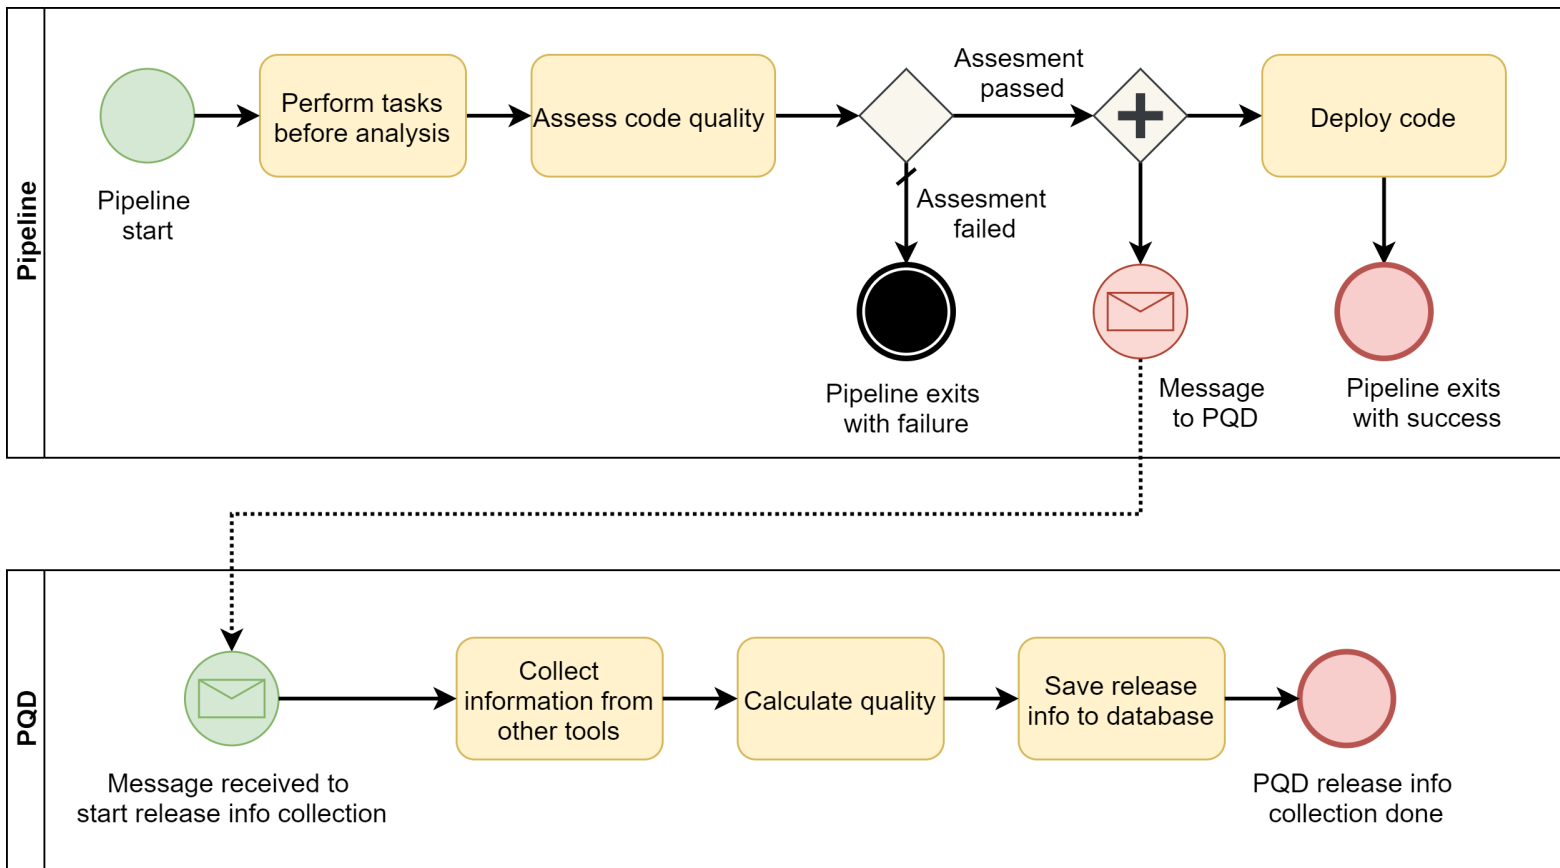 Pipeline
Perform tasks
before analysis
Assess code quality
Assesment
passed
Deploy code
Pipeline
start
Assesment
failed
Pipeline exits
with failure
Message
to PQD
Pipeline exits
with success
PQD
Collect
information from
other tools
Calculate quality
Save release
info to database
Message received to
start release info collection
PQD release info
collection done